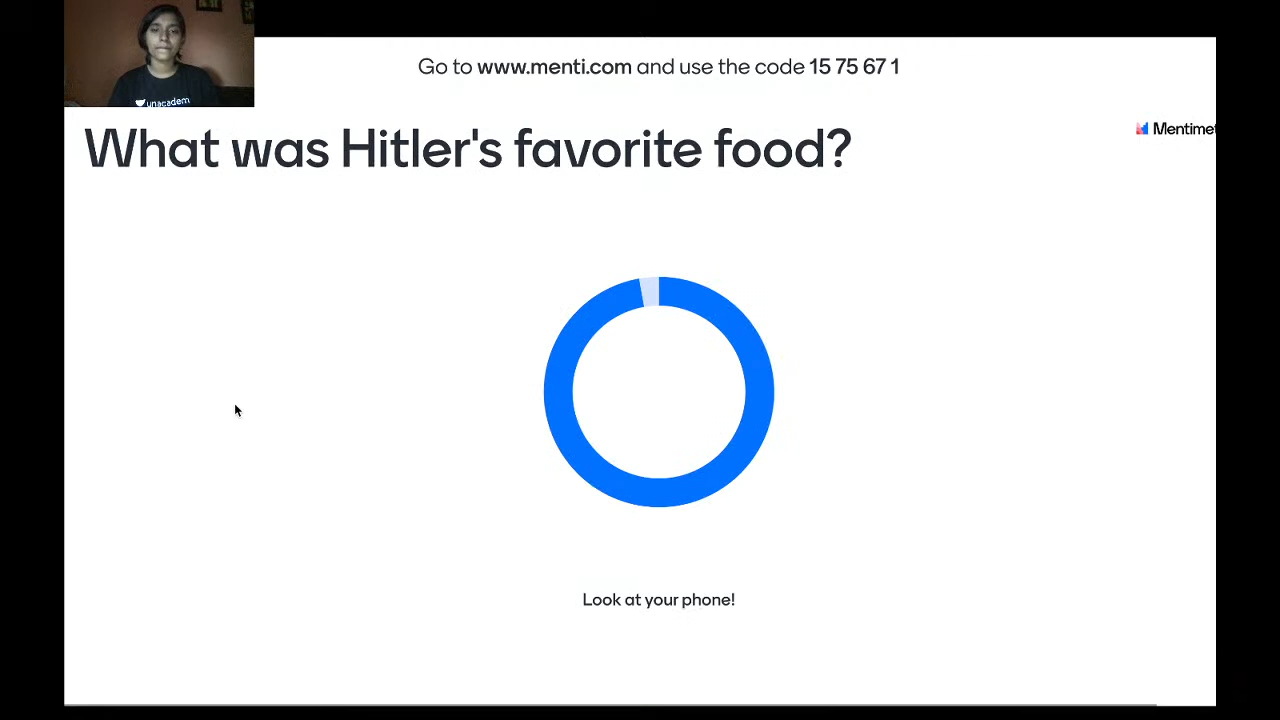 Go to www.menti.com and use the code 15 75 67 1
unacadem
Mentimet
What was Hitler's favorite food?
Look at your phone!